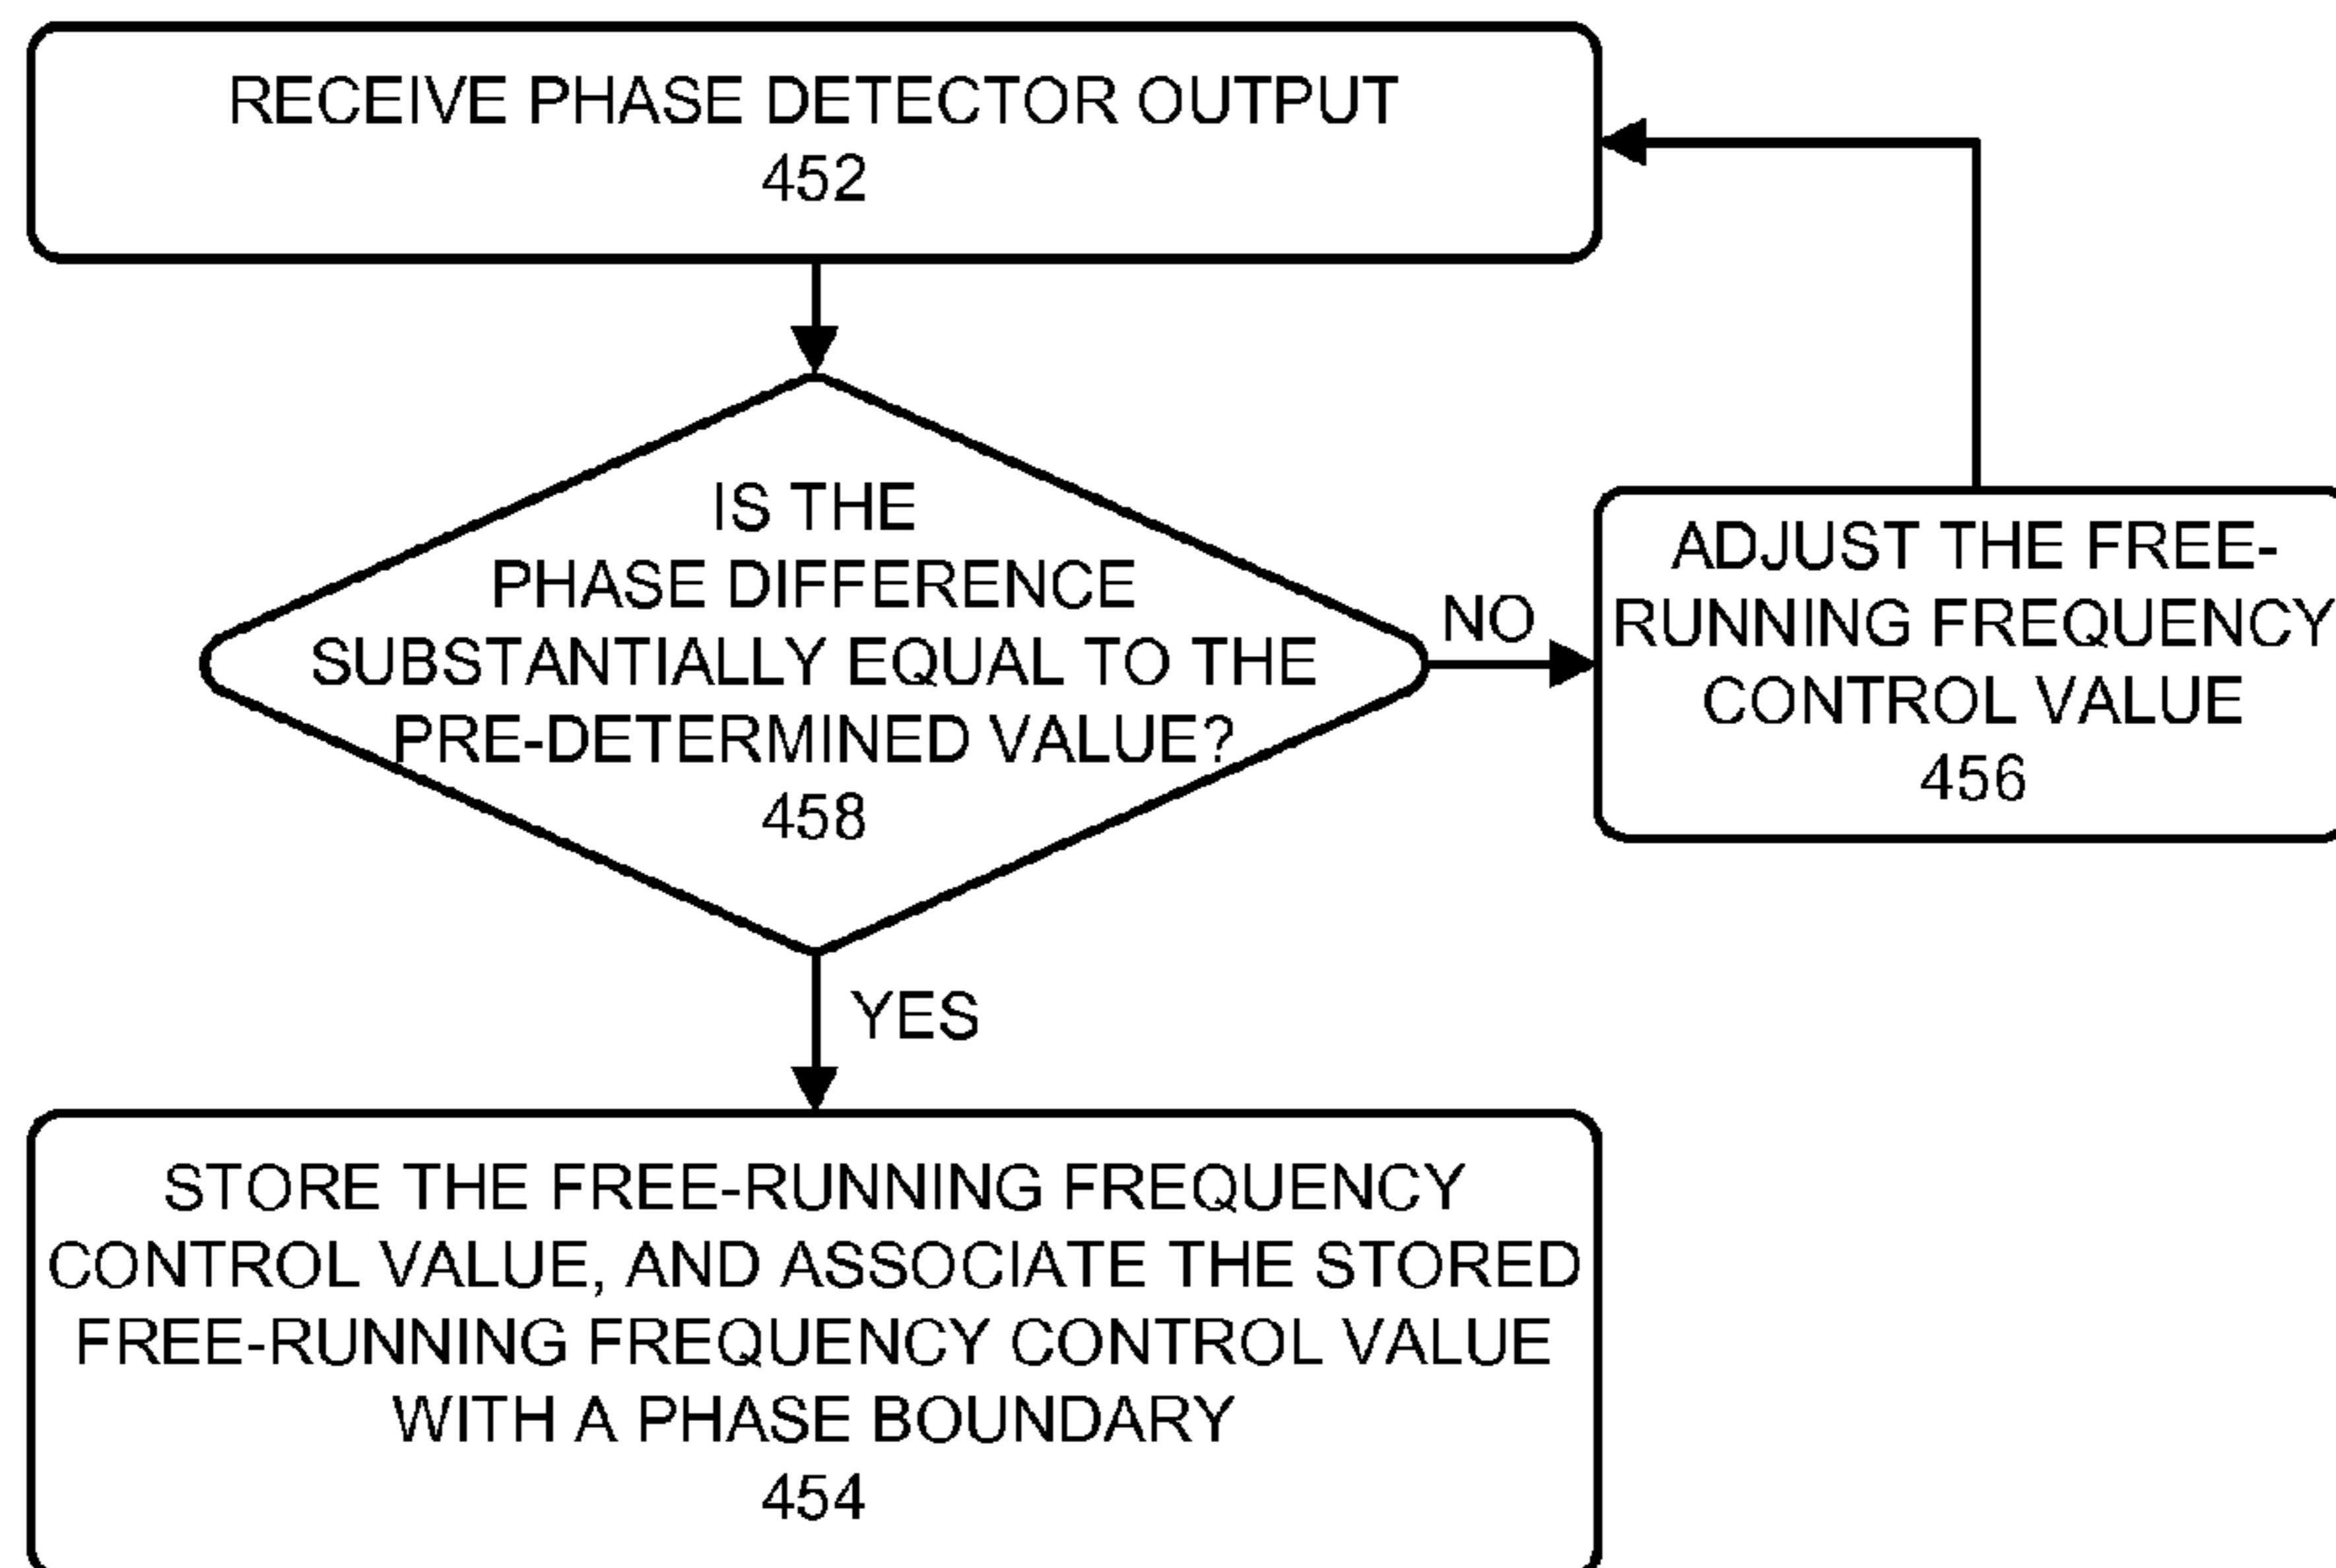 RECEIVE PHASE DETECTOR OUTPUT
452
IS THE
PHASE DIFFERENCE
SUBSTANTIALLY EQUAL TO THE
PRE-DETERMINED VALUE?
458
NO
ADJUST THE FREE-
RUNNING FREQUENCY
CONTROL VALUE
456
YES
STORE THE FREE-RUNNING FREQUENCY
CONTROL VALUE, AND ASSOCIATE THE STORED
FREE-RUNNING FREQUENCY CONTROL VALUE
WITH A PHASE BOUNDARY
454